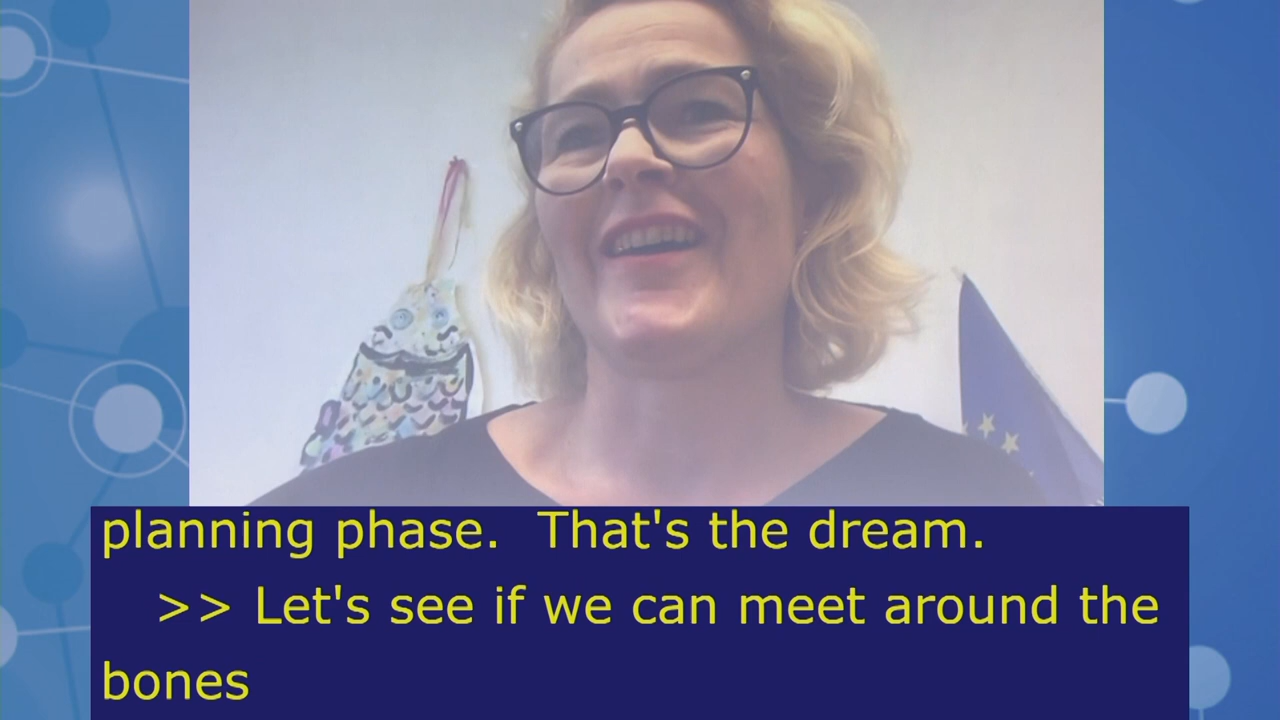 planning phase.  That's the dream.
>> Let's see if we can meet around the
bones